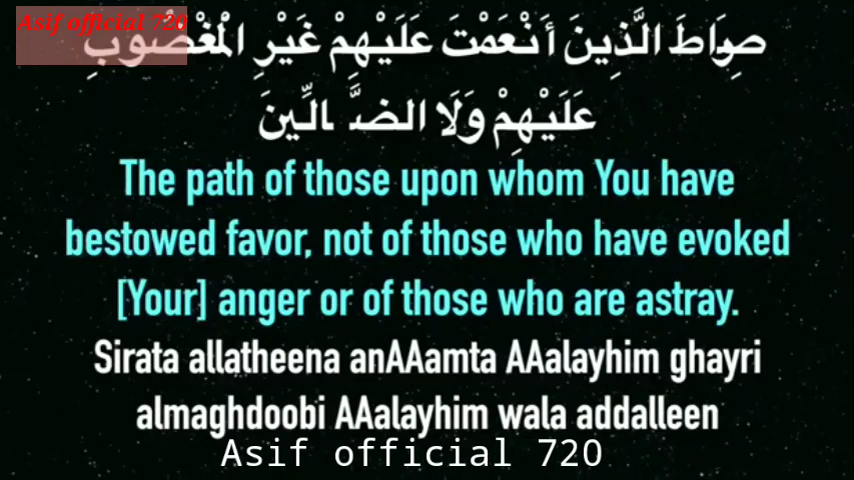 Asif official 720
صِرَاطَ الَّذِينَ أَنْعَمْتَ عَلَيْهِمْ غَيْرِ الْمَغْضُوبِ
عَلَيْهِمْ وَلَا الضَّالِّينَ
The path of those upon whom You have
bestowed favor, not of those who have evoked
[Your] anger or of those who are astray.
Sirata allatheena anAAamta AAalayhim ghayri
almaghdoobi AAalayhim wala addalleen
Asif official 720